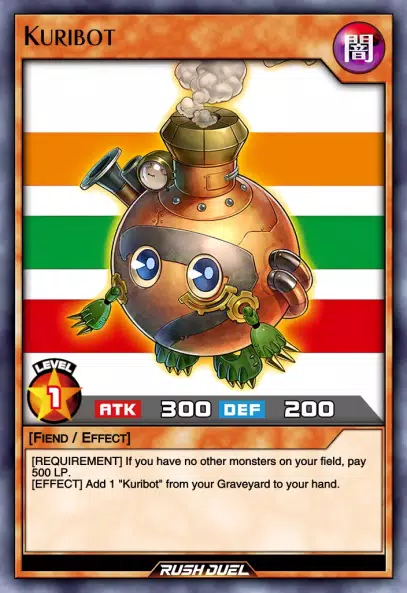 KURIBOT
闇
LEVEL
1
ATK 300 DEF 200
[FIEND / EFFECT]
[REQUIREMENT] If you have no other monsters on your field, pay
500 LP.
[EFFECT] Add 1 "Kuribot" from your Graveyard to your hand.
RUSH DUEL